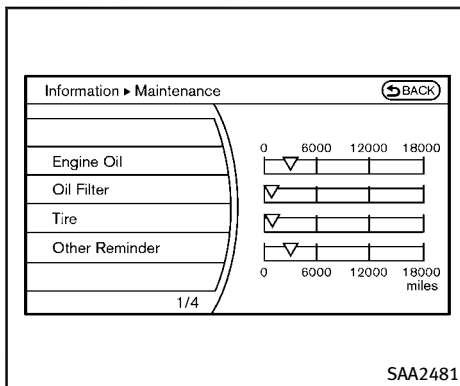 Information ▸ Maintenance
BACK
0 6000 12000 18000
Engine Oil
Oil Filter
Tire
Other Reminder
0 6000 12000 18000
miles
1/4
SAA2481